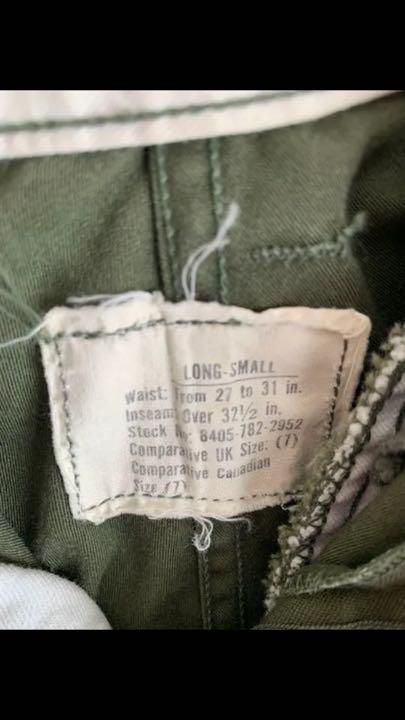 LONG-SMALL
Waist: From 27 to 31 in.
Inseam: Over 32½ in.
Stock No: 8405-782-2952
Comparative UK Size: (7)
Comparative Canadian
Size (7)